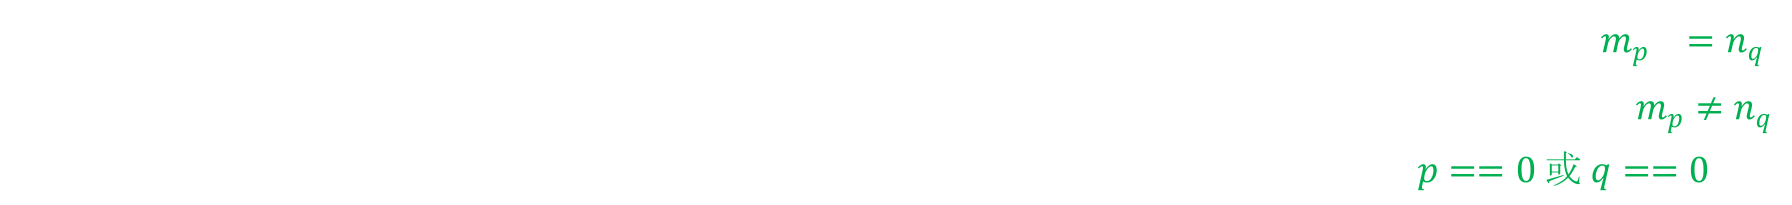 m_p = n_q
m_p ≠ n_q
p == 0 或 q == 0